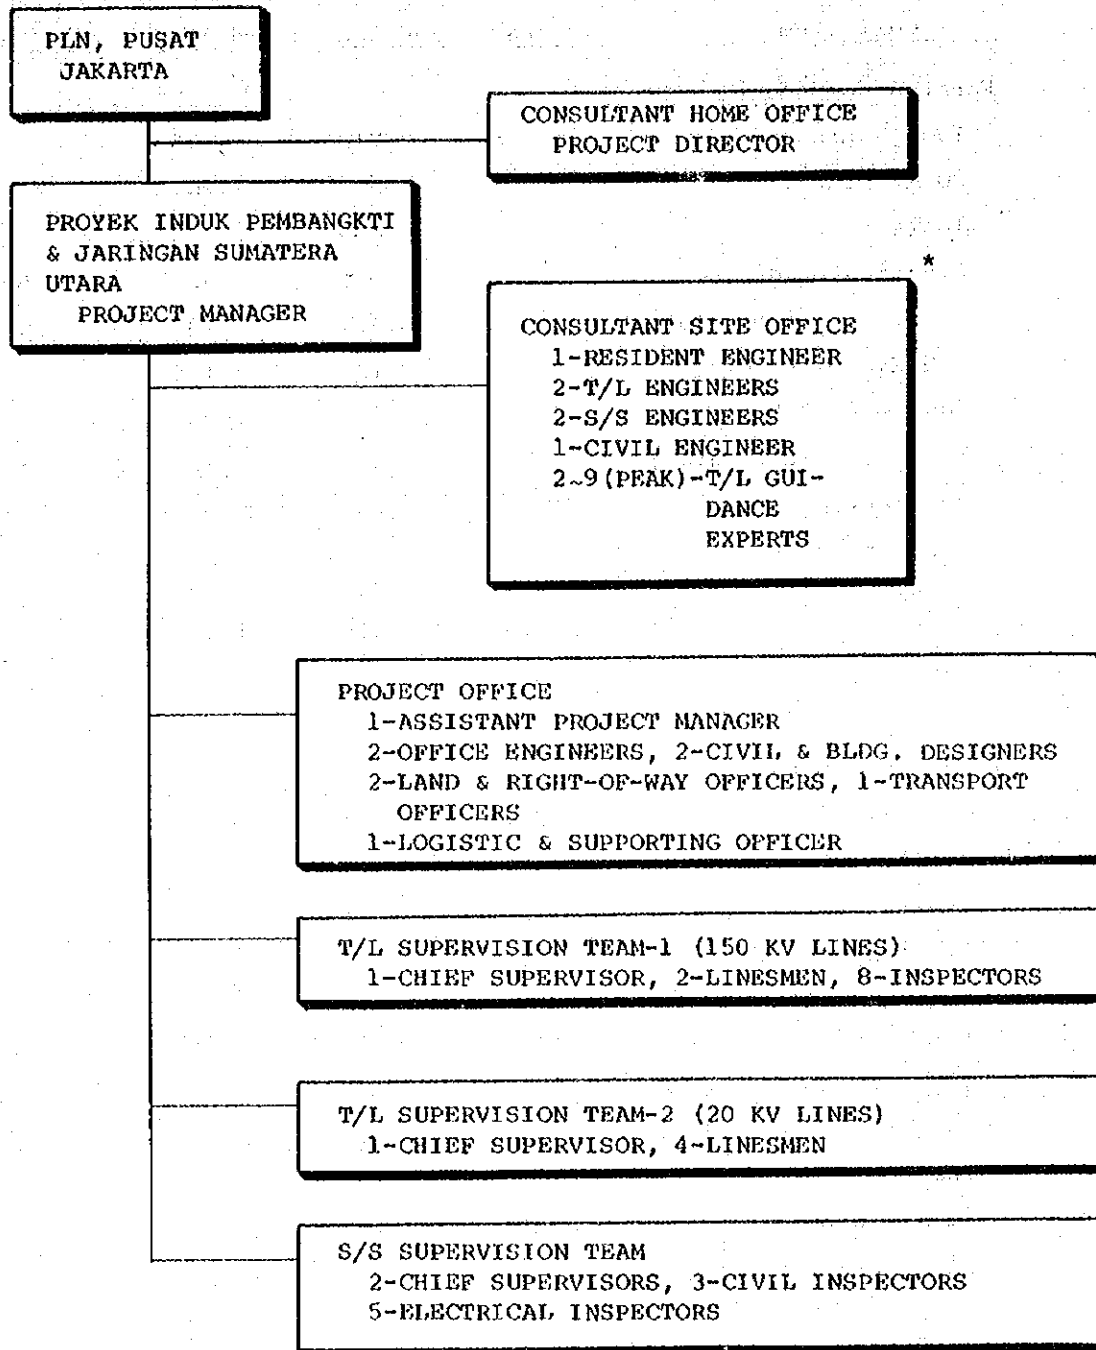 PLN, PUSAT
JAKARTA
CONSULTANT HOME OFFICE
PROJECT DIRECTOR
PROYEK INDUK PEMBANGKTI
& JARINGAN SUMATERA
UTARA
PROJECT MANAGER
*
CONSULTANT SITE OFFICE
1-RESIDENT ENGINEER
2-T/L ENGINEERS
2-S/S ENGINEERS
1-CIVIL ENGINEER
2~9(PEAK)-T/L GUI-
DANCE
EXPERTS
PROJECT OFFICE
1-ASSISTANT PROJECT MANAGER
2-OFFICE ENGINEERS, 2-CIVIL & BLDG. DESIGNERS
2-LAND & RIGHT-OF-WAY OFFICERS, 1-TRANSPORT
OFFICERS
1-LOGISTIC & SUPPORTING OFFICER
T/L SUPERVISION TEAM-1 (150 KV LINES)
1-CHIEF SUPERVISOR, 2-LINESMEN, 8-INSPECTORS
T/L SUPERVISION TEAM-2 (20 KV LINES)
1-CHIEF SUPERVISOR, 4-LINESMEN
S/S SUPERVISION TEAM
2-CHIEF SUPERVISORS, 3-CIVIL INSPECTORS
5-ELECTRICAL INSPECTORS